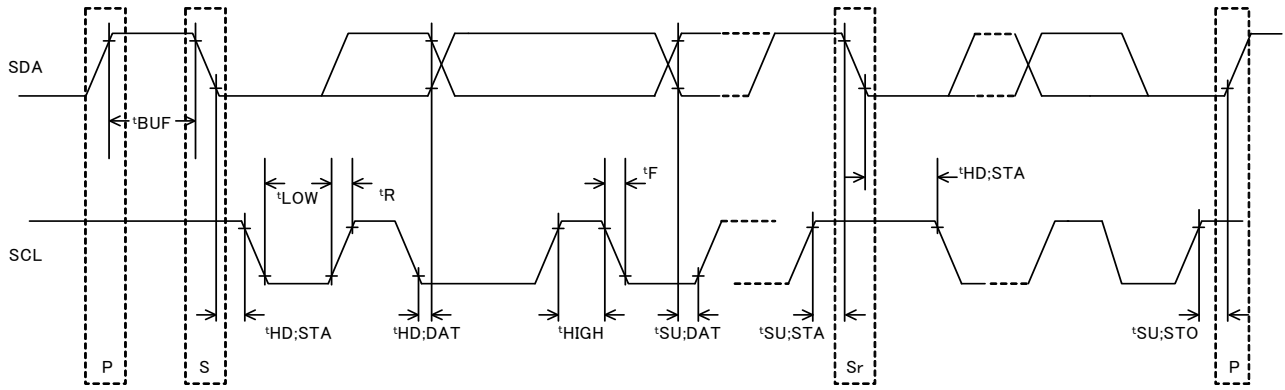 SDA
tBUF
tLOW
tR
tF
tHD;STA
SCL
tHD;STA
tHD;DAT
tHIGH
tSU;DAT
tSU;STA
tSU;STO
P
S
Sr
P